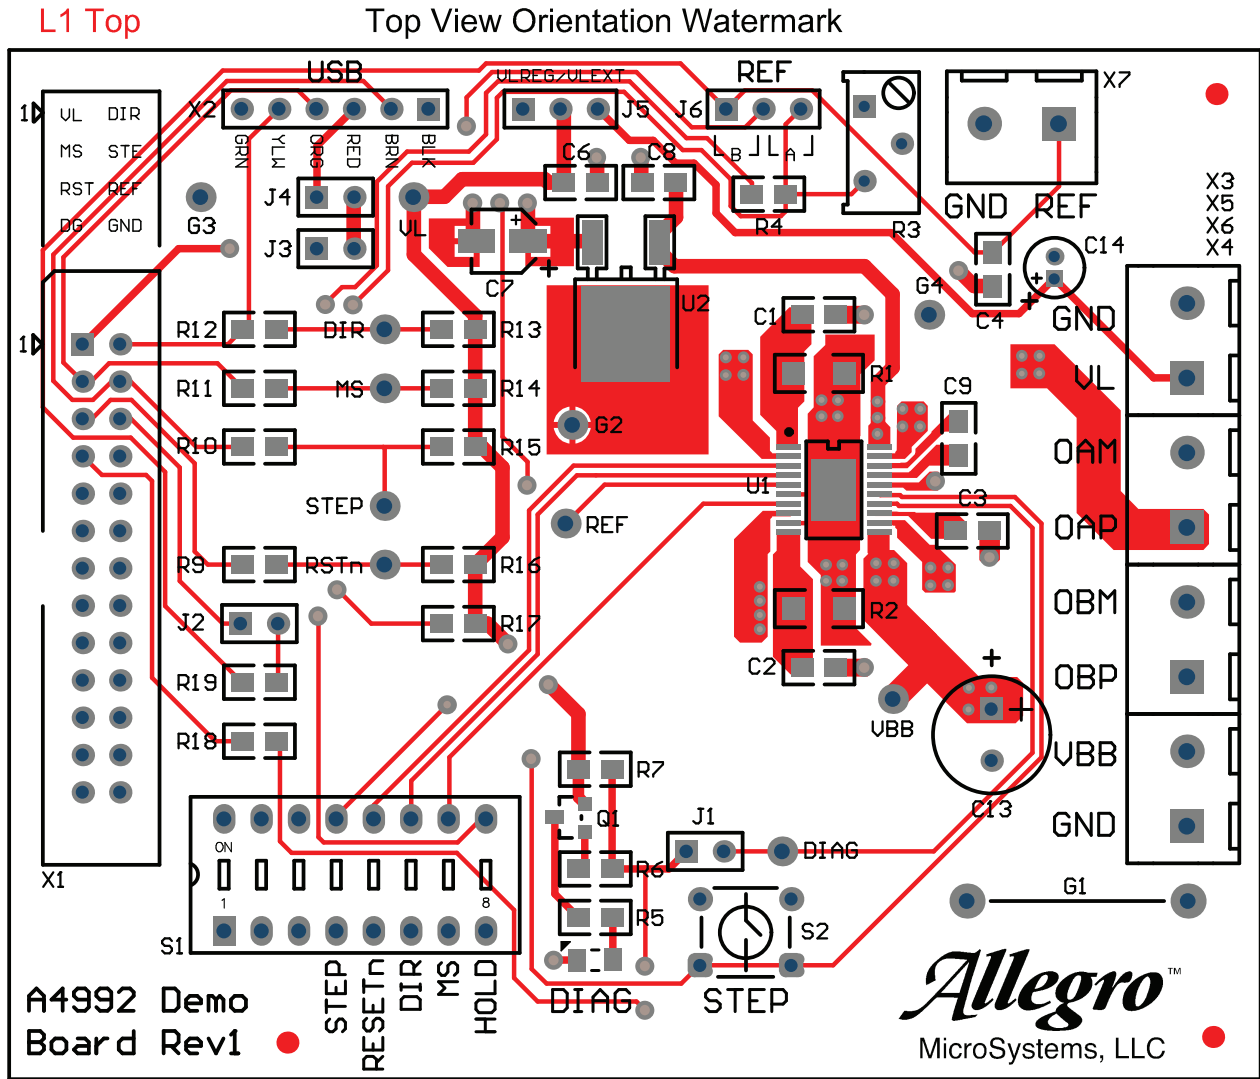 L1 Top
Top View Orientation Watermark
USB
VLREG/VLEXT
REF
X7
1
VL DIR
X2
J5
J6
MS STE
GRN
YLW
ORG
RED
BRN
BLK
C6
C8
B
A
RST REF
J4
X3
X5
X6
X4
DG GND
G3
VL
R4
R3
GND REF
J3
C14
C7
U2
G4
C4
GND
R12
DIR
R13
C1
1
R11
MS
R14
R1
C9
VL
G2
R10
R15
OAM
U1
STEP
REF
C3
OAP
R9
RSTn
R16
J2
R17
R2
OBM
R19
C2
OBP
R18
VBB
VBB
R7
C13
Q1
J1
GND
ON
DIAG
X1
R6
G1
1
8
R5
S2
S1
STEP
RESETn
DIR
MS
HOLD
DIAG
STEP
A4992 Demo
Board Rev1
Allegro™
MicroSystems, LLC